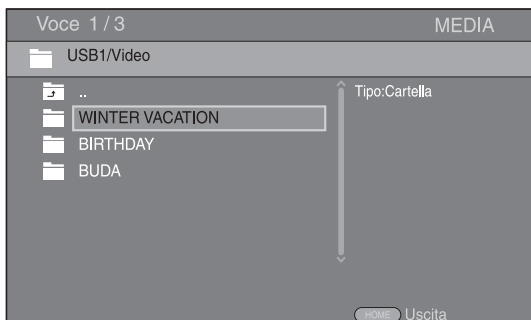 Voce 1/3 MEDIA
USB1/Video
.. Tipo:Cartella
WINTER VACATION
BIRTHDAY
BUDA
HOME Uscita